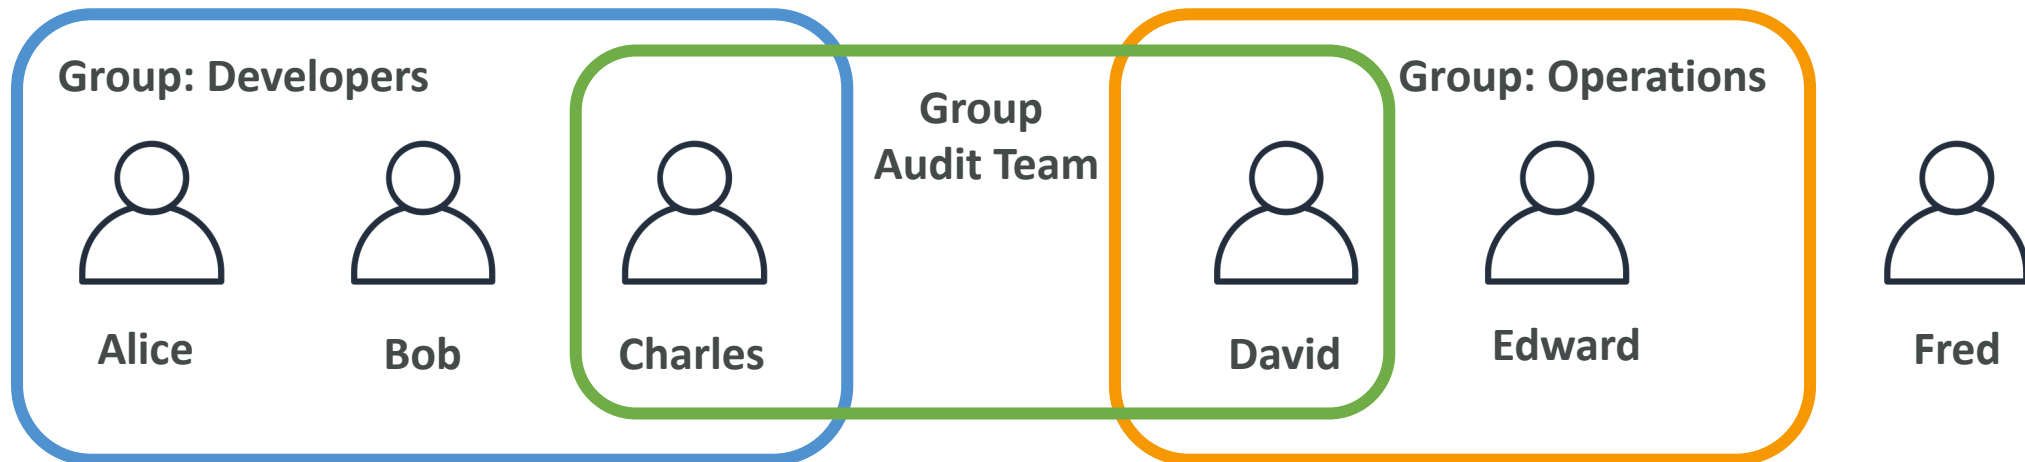 Group: Developers
Group
Audit Team
Group: Operations
Alice
Bob
Charles
David
Edward
Fred